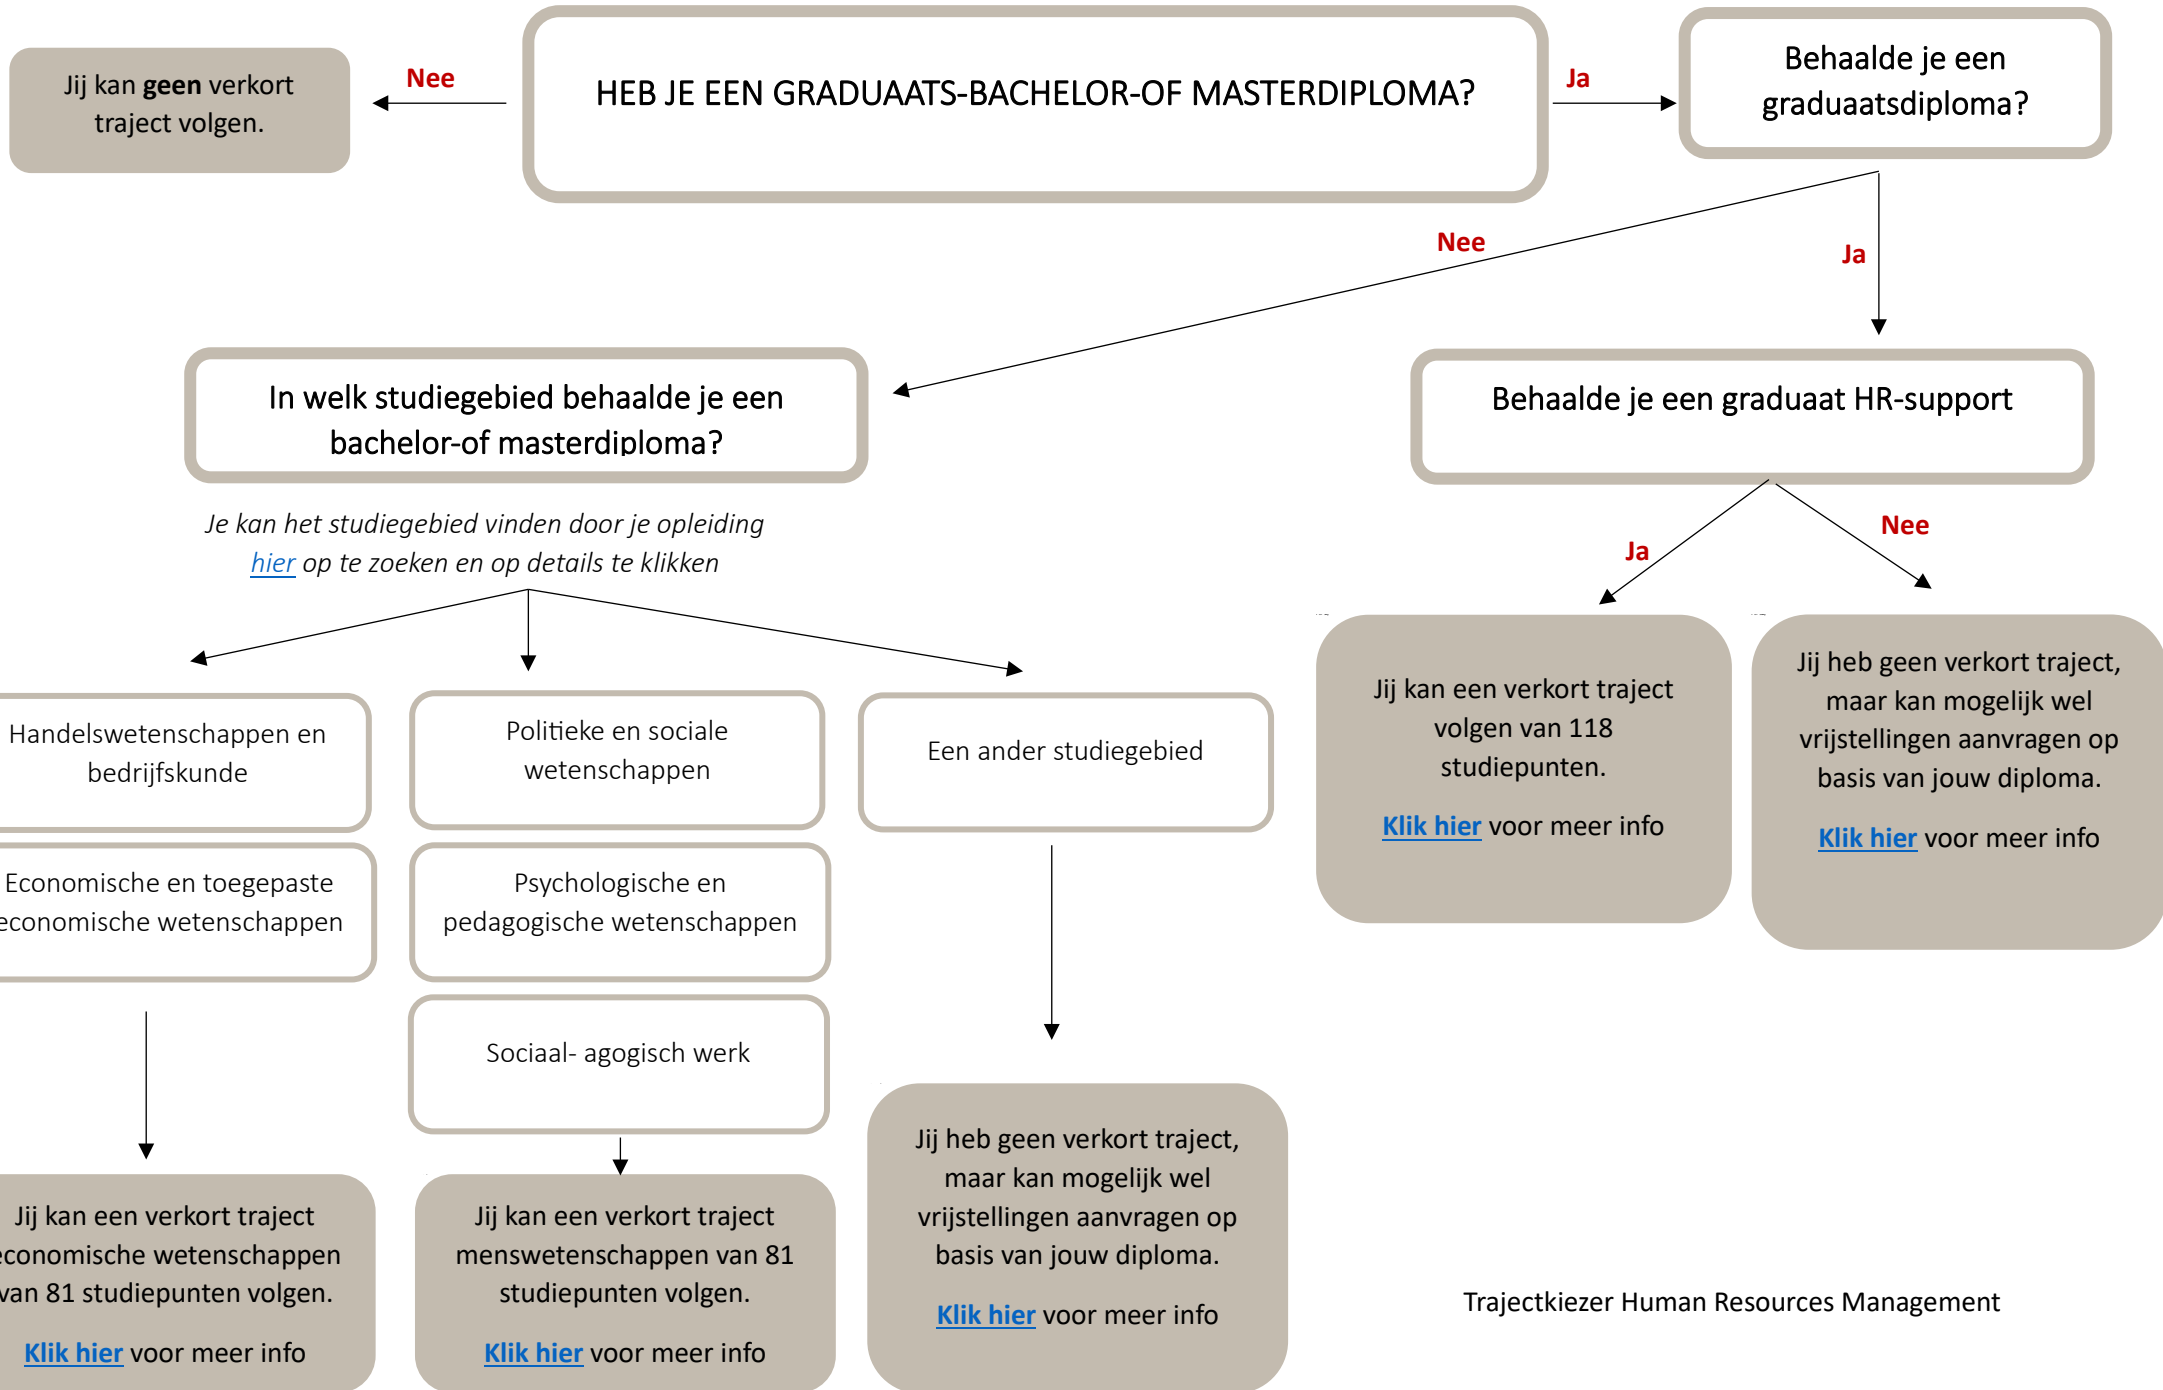 Jij kan geen verkort
traject volgen.
Nee
HEB JE EEN GRADUAATS-BACHELOR-OF MASTERDIPLOMA?
Ja
Behaalde je een
graduaatsdiploma?
Nee
Ja
In welk studiegebied behaalde je een
bachelor-of masterdiploma?
Behaalde je een graduaat HR-support
Je kan het studiegebied vinden door je opleiding
hier op te zoeken en op details te klikken
Ja
Nee
Handelswetenschappen en
bedrijfskunde
Politieke en sociale
wetenschappen
Een ander studiegebied
Jij kan een verkort traject
volgen van 118
studiepunten.
Klik hier voor meer info
Jij heb geen verkort traject,
maar kan mogelijk wel
vrijstellingen aanvragen op
basis van jouw diploma.
Klik hier voor meer info
Economische en toegepaste
economische wetenschappen
Psychologische en
pedagogische wetenschappen
Sociaal- agogisch werk
Jij kan een verkort traject
economische wetenschappen
van 81 studiepunten volgen.
Klik hier voor meer info
Jij kan een verkort traject
menswetenschappen van 81
studiepunten volgen.
Klik hier voor meer info
Jij heb geen verkort traject,
maar kan mogelijk wel
vrijstellingen aanvragen op
basis van jouw diploma.
Klik hier voor meer info
Trajectkiezer Human Resources Management